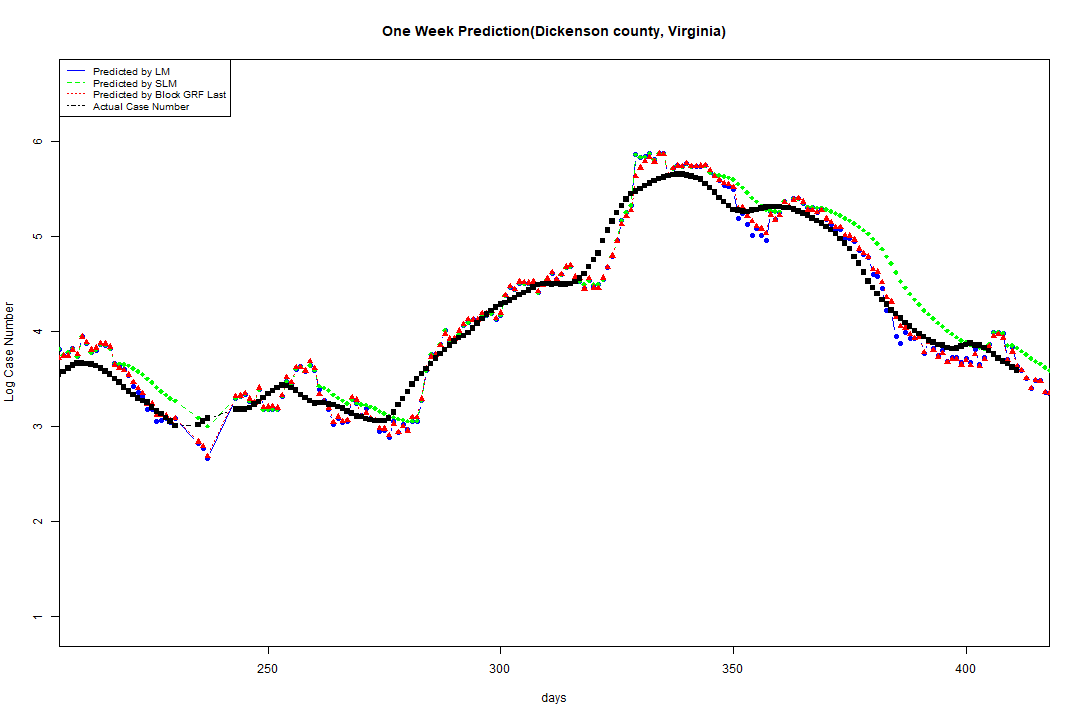 One Week Prediction(Dickenson county, Virginia)
Predicted by LM
Predicted by SLM
Predicted by Block GRF Last
Actual Case Number
Log Case Number
6
5
4
3
2
1
250
300
350
400
days